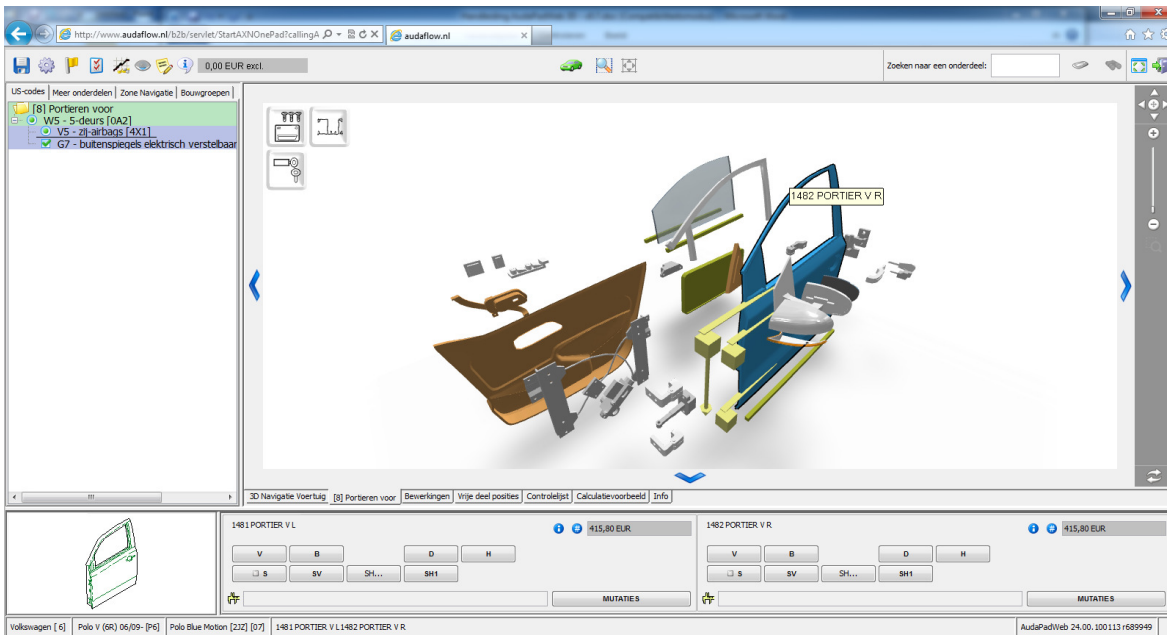 http://www.audaflow.nl/b2b/servlet/StartAXNOnePad?callingA
audaflow.nl
0,00 EUR excl.
Zoeken naar een onderdeel:
US-codes Meer onderdelen Zone Navigatie Bouwgroepen
[8] Portieren voor
W5 - 5-deurs [0A2]
V5 - zij-airbags [4X1]
G7 - buitenspiegels elektrisch verstelbaar
1482 PORTIER V R
3D Navigatie Voertuig [8] Portieren voor Bewerkingen Vrije deel posities Controlelijst Calculatievoorbeeld Info
1481 PORTIER V L 415,80 EUR
V B D H
S SV SH... SH1
MUTATIES
1482 PORTIER V R 415,80 EUR
V B D H
S SV SH... SH1
MUTATIES
Volkswagen [ 6] Polo V (6R) 06/09- [P6] Polo Blue Motion [2JZ] [07] 1481 PORTIER V L 1482 PORTIER V R AudaPadWeb 24.00.100113 r689949